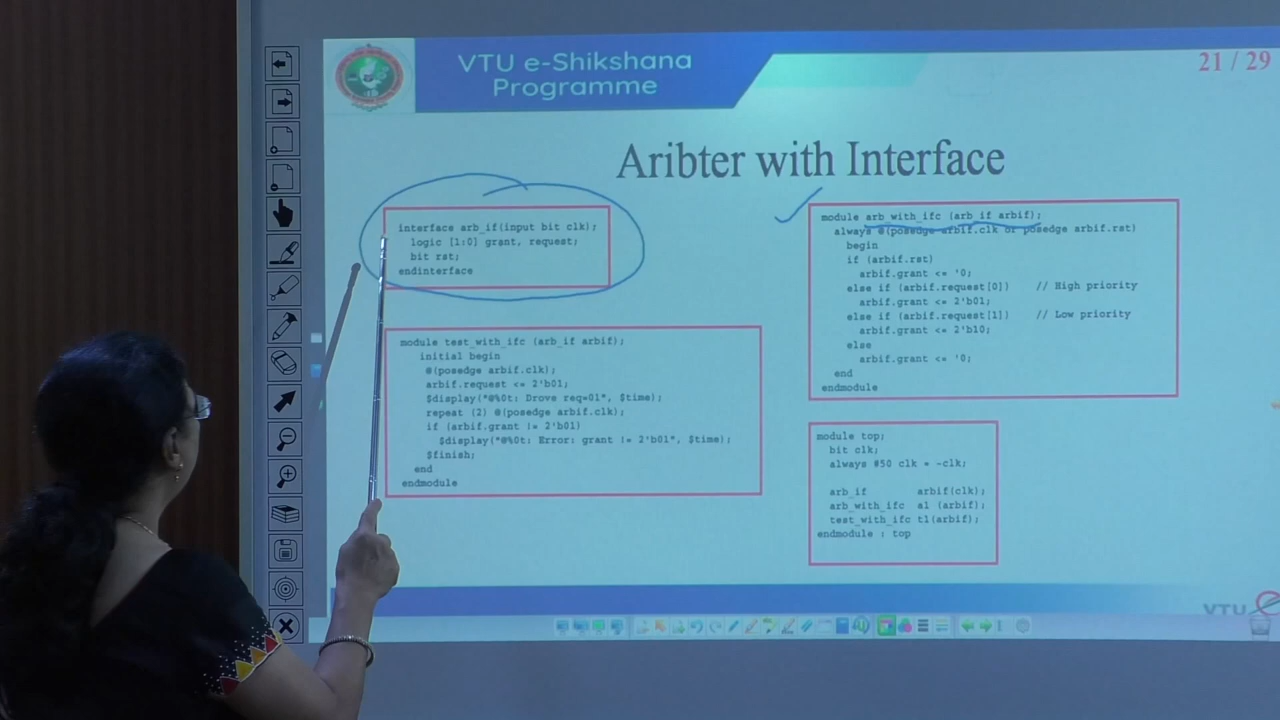 VTU e-Shikshana
Programme
21 / 29
Aribter with Interface
interface arb_if(input bit clk);
logic [1:0] grant, request;
bit rst;
endinterface
module test_with_ifc (arb_if arbif);
initial begin
@(posedge arbif.clk);
arbif.request <= 2'b01;
$display("@%0t: Drove req=01", $time);
repeat (2) @(posedge arbif.clk);
if (arbif.grant != 2'b01)
$display("@%0t: Error: grant != 2'b01", $time);
$finish;
end
endmodule
module arb_with_ifc (arb_if arbif);
always @(posedge arbif.clk or posedge arbif.rst)
begin
if (arbif.rst)
arbif.grant <= '0;
else if (arbif.request[0]) // High priority
arbif.grant <= 2'b01;
else if (arbif.request[1]) // Low priority
arbif.grant <= 2'b10;
else
arbif.grant <= '0;
end
endmodule
module top;
bit clk;
always #50 clk = ~clk;
arb_if arbif(clk);
arb_with_ifc a1 (arbif);
test_with_ifc t1(arbif);
endmodule : top
VTU